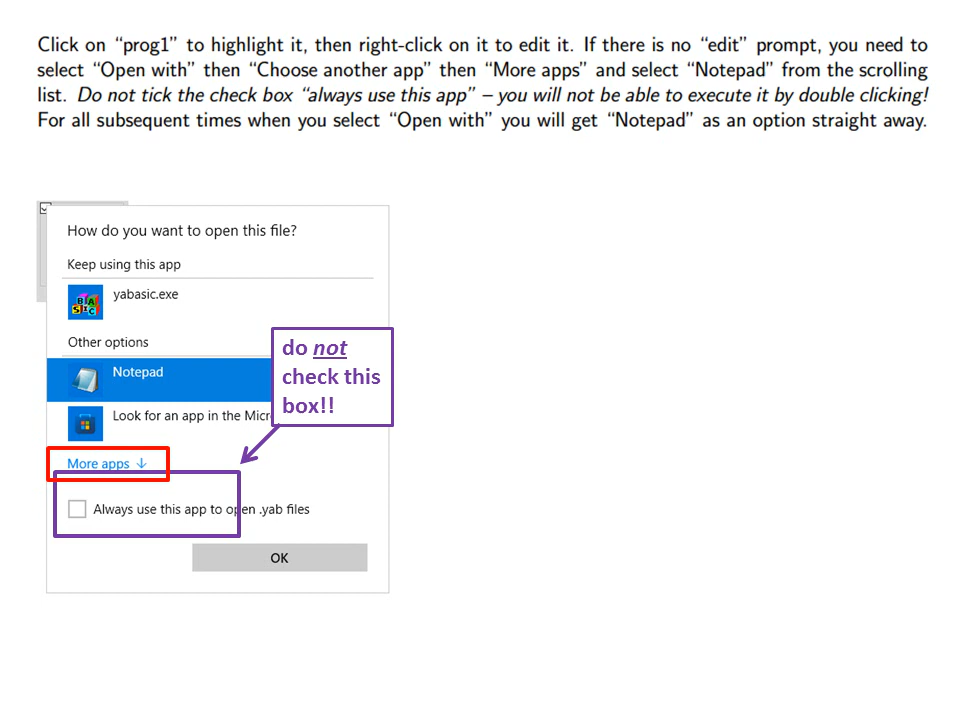 Click on “prog1” to highlight it, then right-click on it to edit it. If there is no “edit” prompt, you need to
select “Open with” then “Choose another app” then “More apps” and select “Notepad” from the scrolling
list. Do not tick the check box “always use this app” – you will not be able to execute it by double clicking!
For all subsequent times when you select “Open with” you will get “Notepad” as an option straight away.
How do you want to open this file?
Keep using this app
BASIC
yabasic.exe
Other options
Notepad
Look for an app in the Micr
do not
check this
box!!
More apps ↓
Always use this app to open .yab files
OK